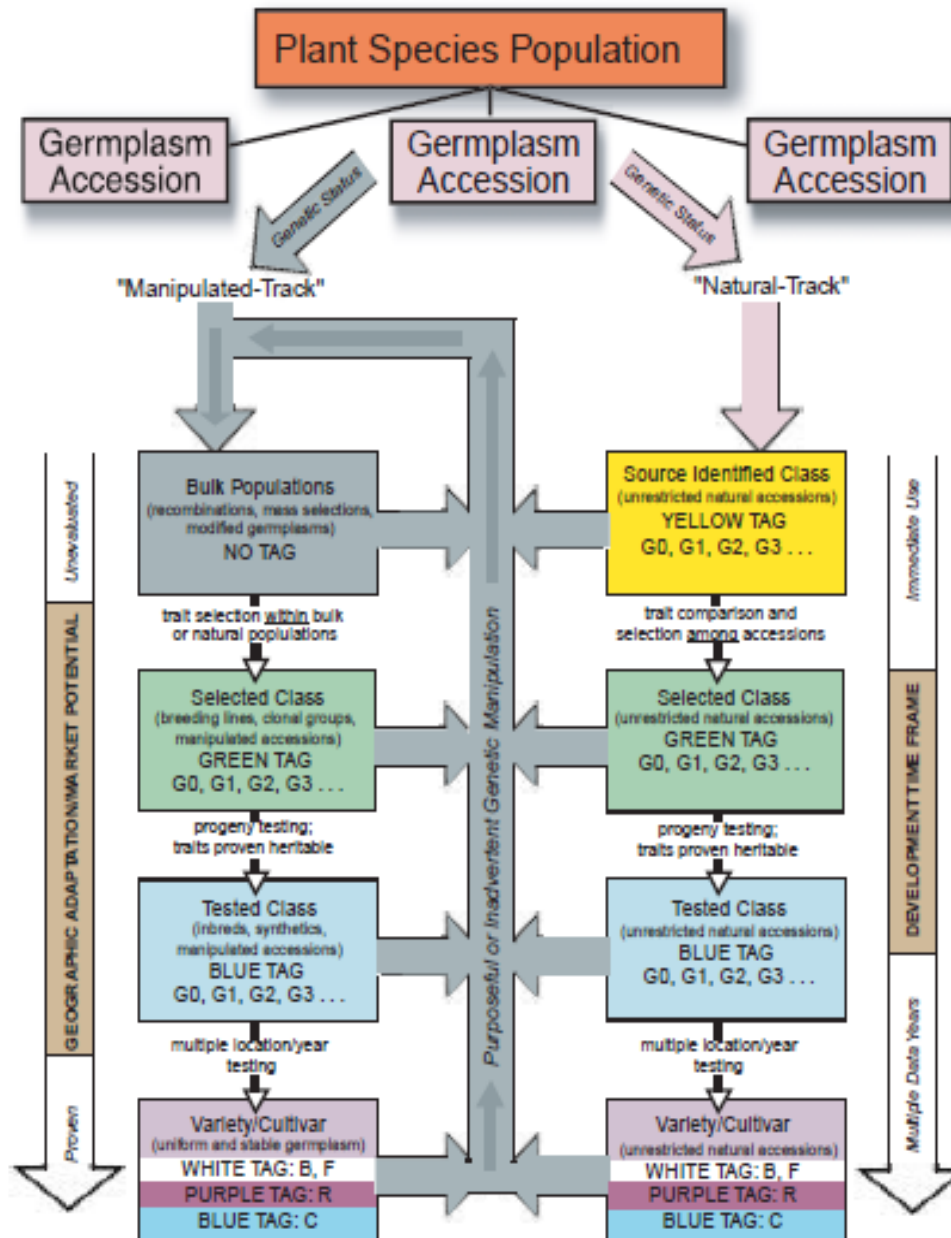 Plant Species Population
Germplasm
Accession
Germplasm
Accession
Germplasm
Accession
Genetic Status
Genetic Status
"Manipulated-Track"
"Natural-Track"
Unevaluated
GEOGRAPHIC ADAPTATION/MARKET POTENTIAL
Proven
Bulk Populations
(recombinations, mass selections,
modified germplasms)
NO TAG
trait selection within bulk
or natural poplulations
Selected Class
(breeding lines, clonal groups,
manipulated accessions)
GREEN TAG
G0, G1, G2, G3 . . .
progeny testing;
traits proven heritable
Tested Class
(inbreds, synthetics,
manipulated accessions)
BLUE TAG
G0, G1, G2, G3 . . .
multiple location/year
testing
Variety/Cultivar
(uniform and stable germplasm)
WHITE TAG: B, F
PURPLE TAG: R
BLUE TAG: C
Purposeful or Inadvertent Genetic Manipulation
Source Identified Class
(unrestricted natural accessions)
YELLOW TAG
G0, G1, G2, G3 . . .
trait comparison and
selection among accessions
Selected Class
(unrestricted natural accessions)
GREEN TAG
G0, G1, G2, G3 . . .
progeny testing;
traits proven heritable
Tested Class
(unrestricted natural accessions)
BLUE TAG
G0, G1, G2, G3 . . .
multiple location/year
testing
Variety/Cultivar
(unrestricted natural accessions)
WHITE TAG: B, F
PURPLE TAG: R
BLUE TAG: C
Immediate Use
DEVELOPMENT TIME FRAME
Multiple Data Years